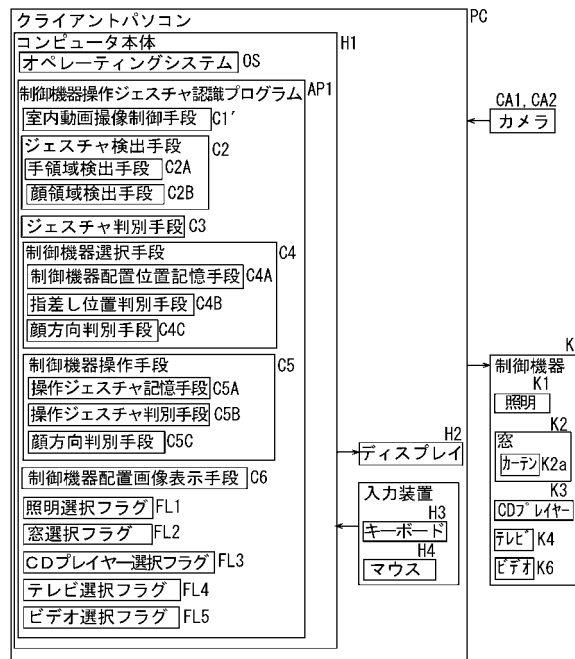 クライアントパソコン PC
コンピュータ本体 H1
オペレーティングシステム OS
制御機器操作ジェスチャ認識プログラム AP1
室内動画撮像制御手段 C1'
ジェスチャ検出手段 C2
手領域検出手段 C2A
顔領域検出手段 C2B
ジェスチャ判別手段 C3
制御機器選択手段 C4
制御機器配置位置記憶手段 C4A
指差し位置判別手段 C4B
顔方向判別手段 C4C
制御機器操作手段 C5
操作ジェスチャ記憶手段 C5A
操作ジェスチャ判別手段 C5B
顔方向判別手段 C5C
制御機器配置画像表示手段 C6
照明選択フラグ FL1
窓選択フラグ FL2
CDプレイヤー選択フラグ FL3
テレビ選択フラグ FL4
ビデオ選択フラグ FL5
H2
ディスプレイ
入力装置
H3
キーボード
H4
マウス
CA1, CA2
カメラ
K
制御機器
K1
照明
K2
窓
カーテン K2a
K3
CDプレイヤー
テレビ K4
ビデオ K6